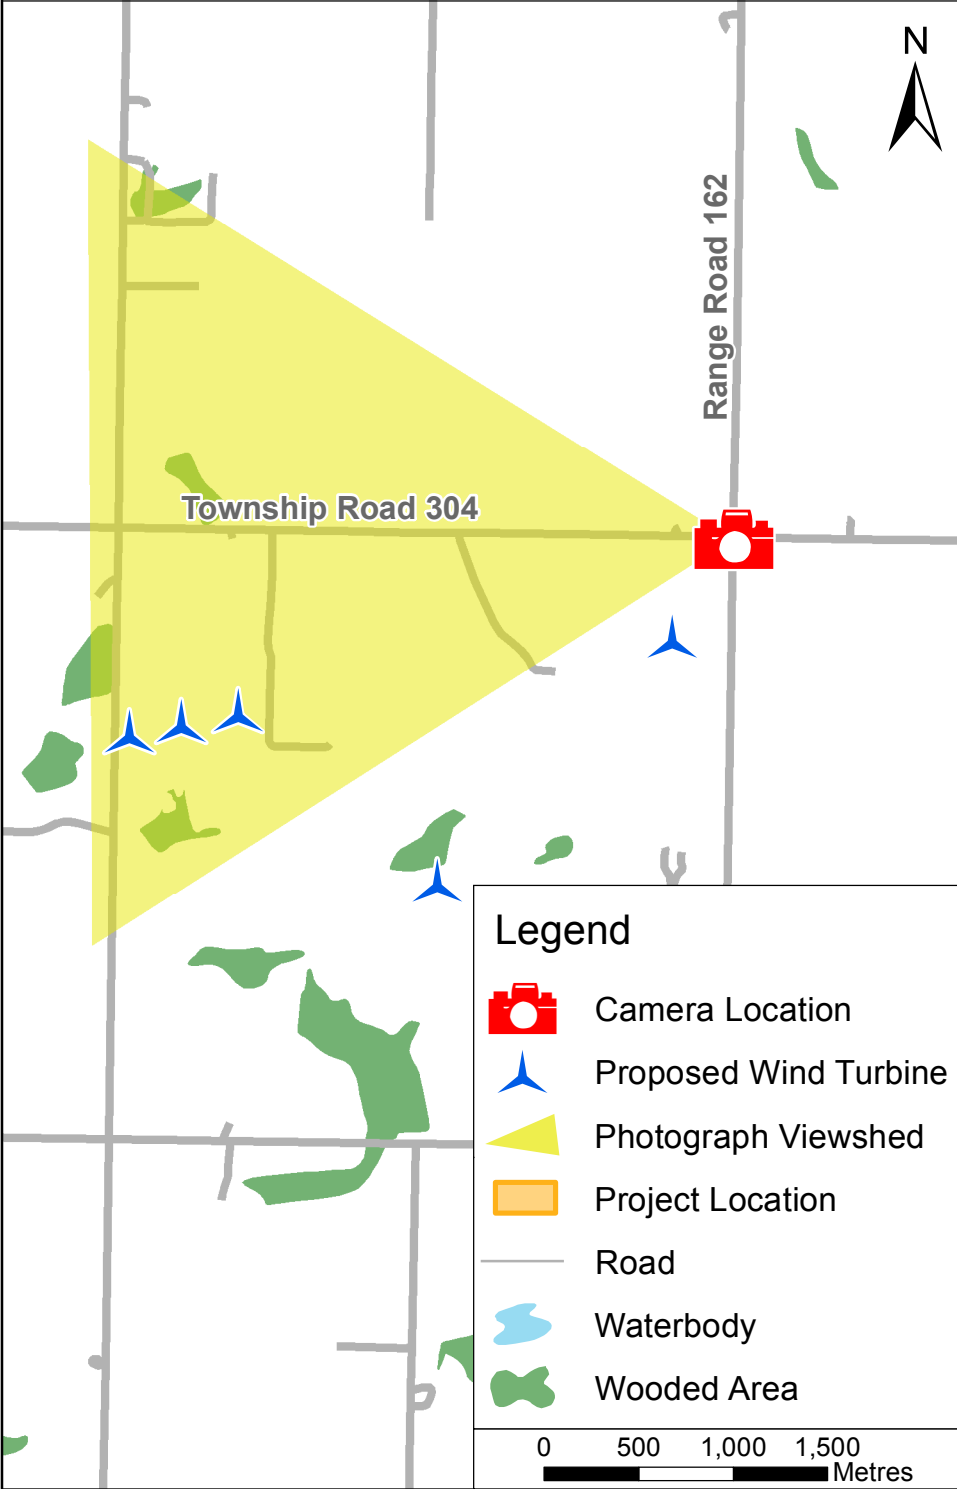 N
Range Road 162
Township Road 304
Legend
Camera Location
Proposed Wind Turbine
Photograph Viewshed
Project Location
Road
Waterbody
Wooded Area
0 500 1,000 1,500
Metres